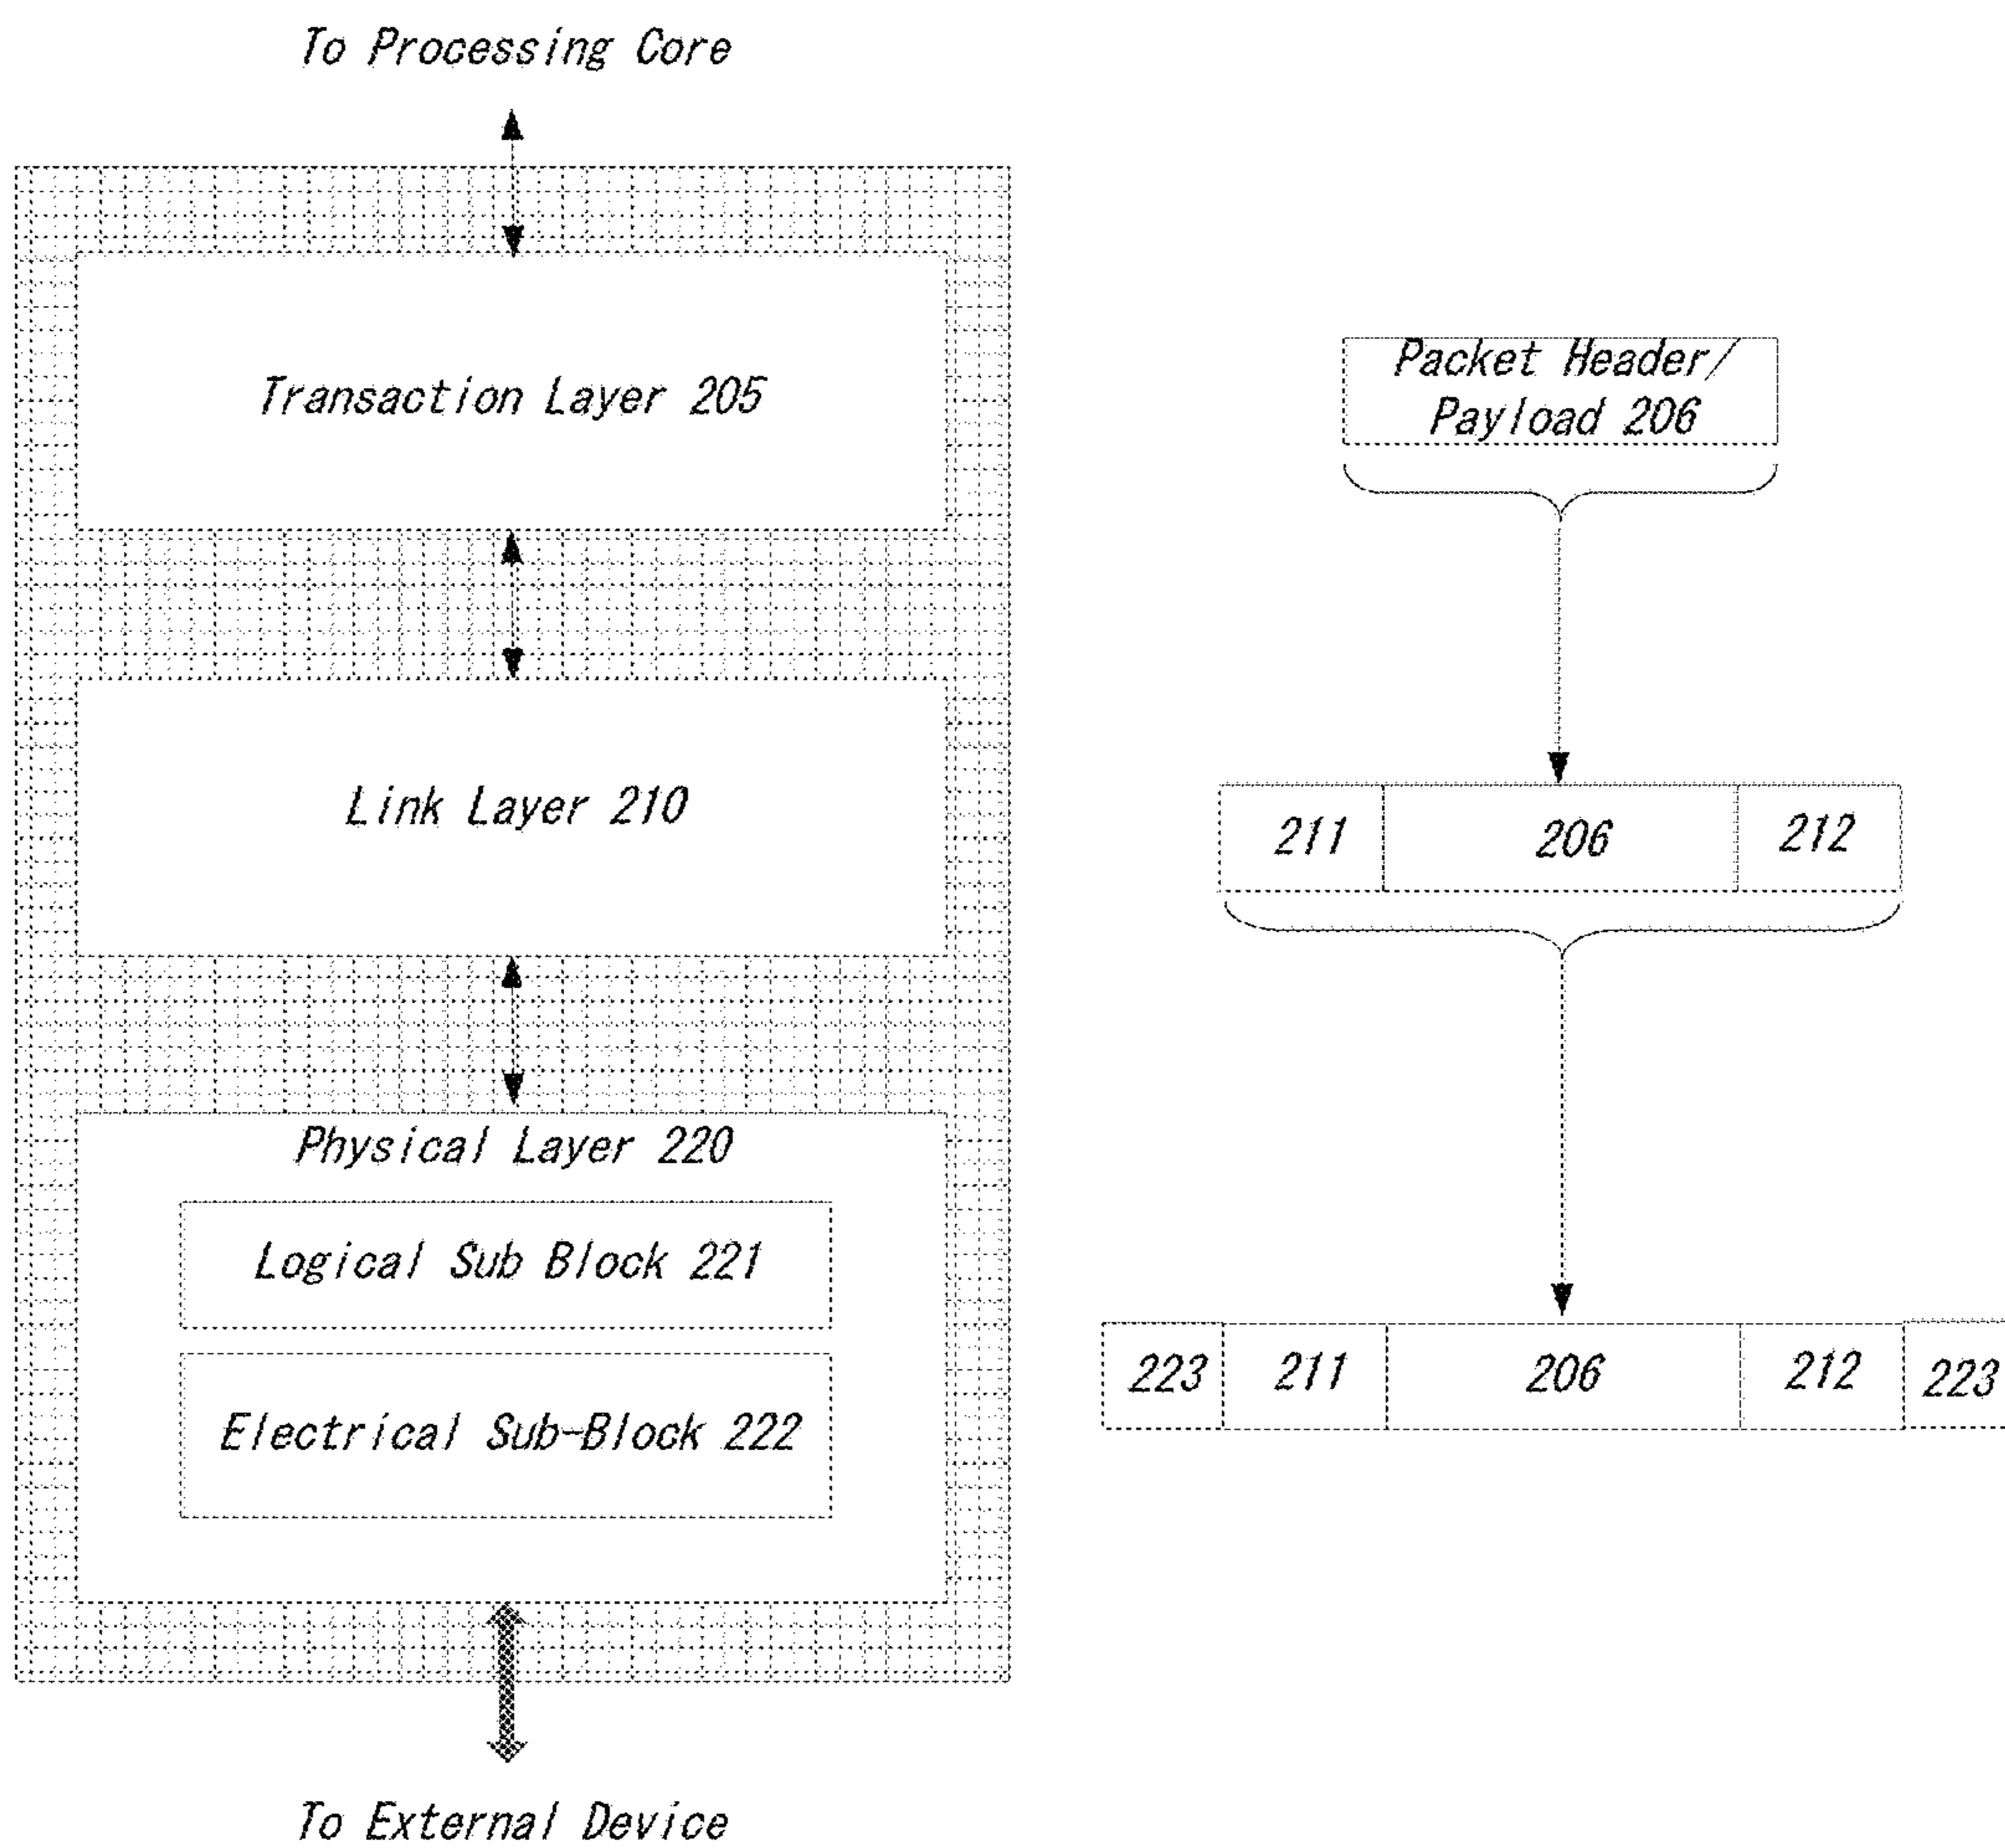 To Processing Core
Transaction Layer 205
Packet Header/
Payload 206
Link Layer 210
211 206 212
Physical Layer 220
Logical Sub Block 221
Electrical Sub-Block 222
223 211 206 212 223
To External Device